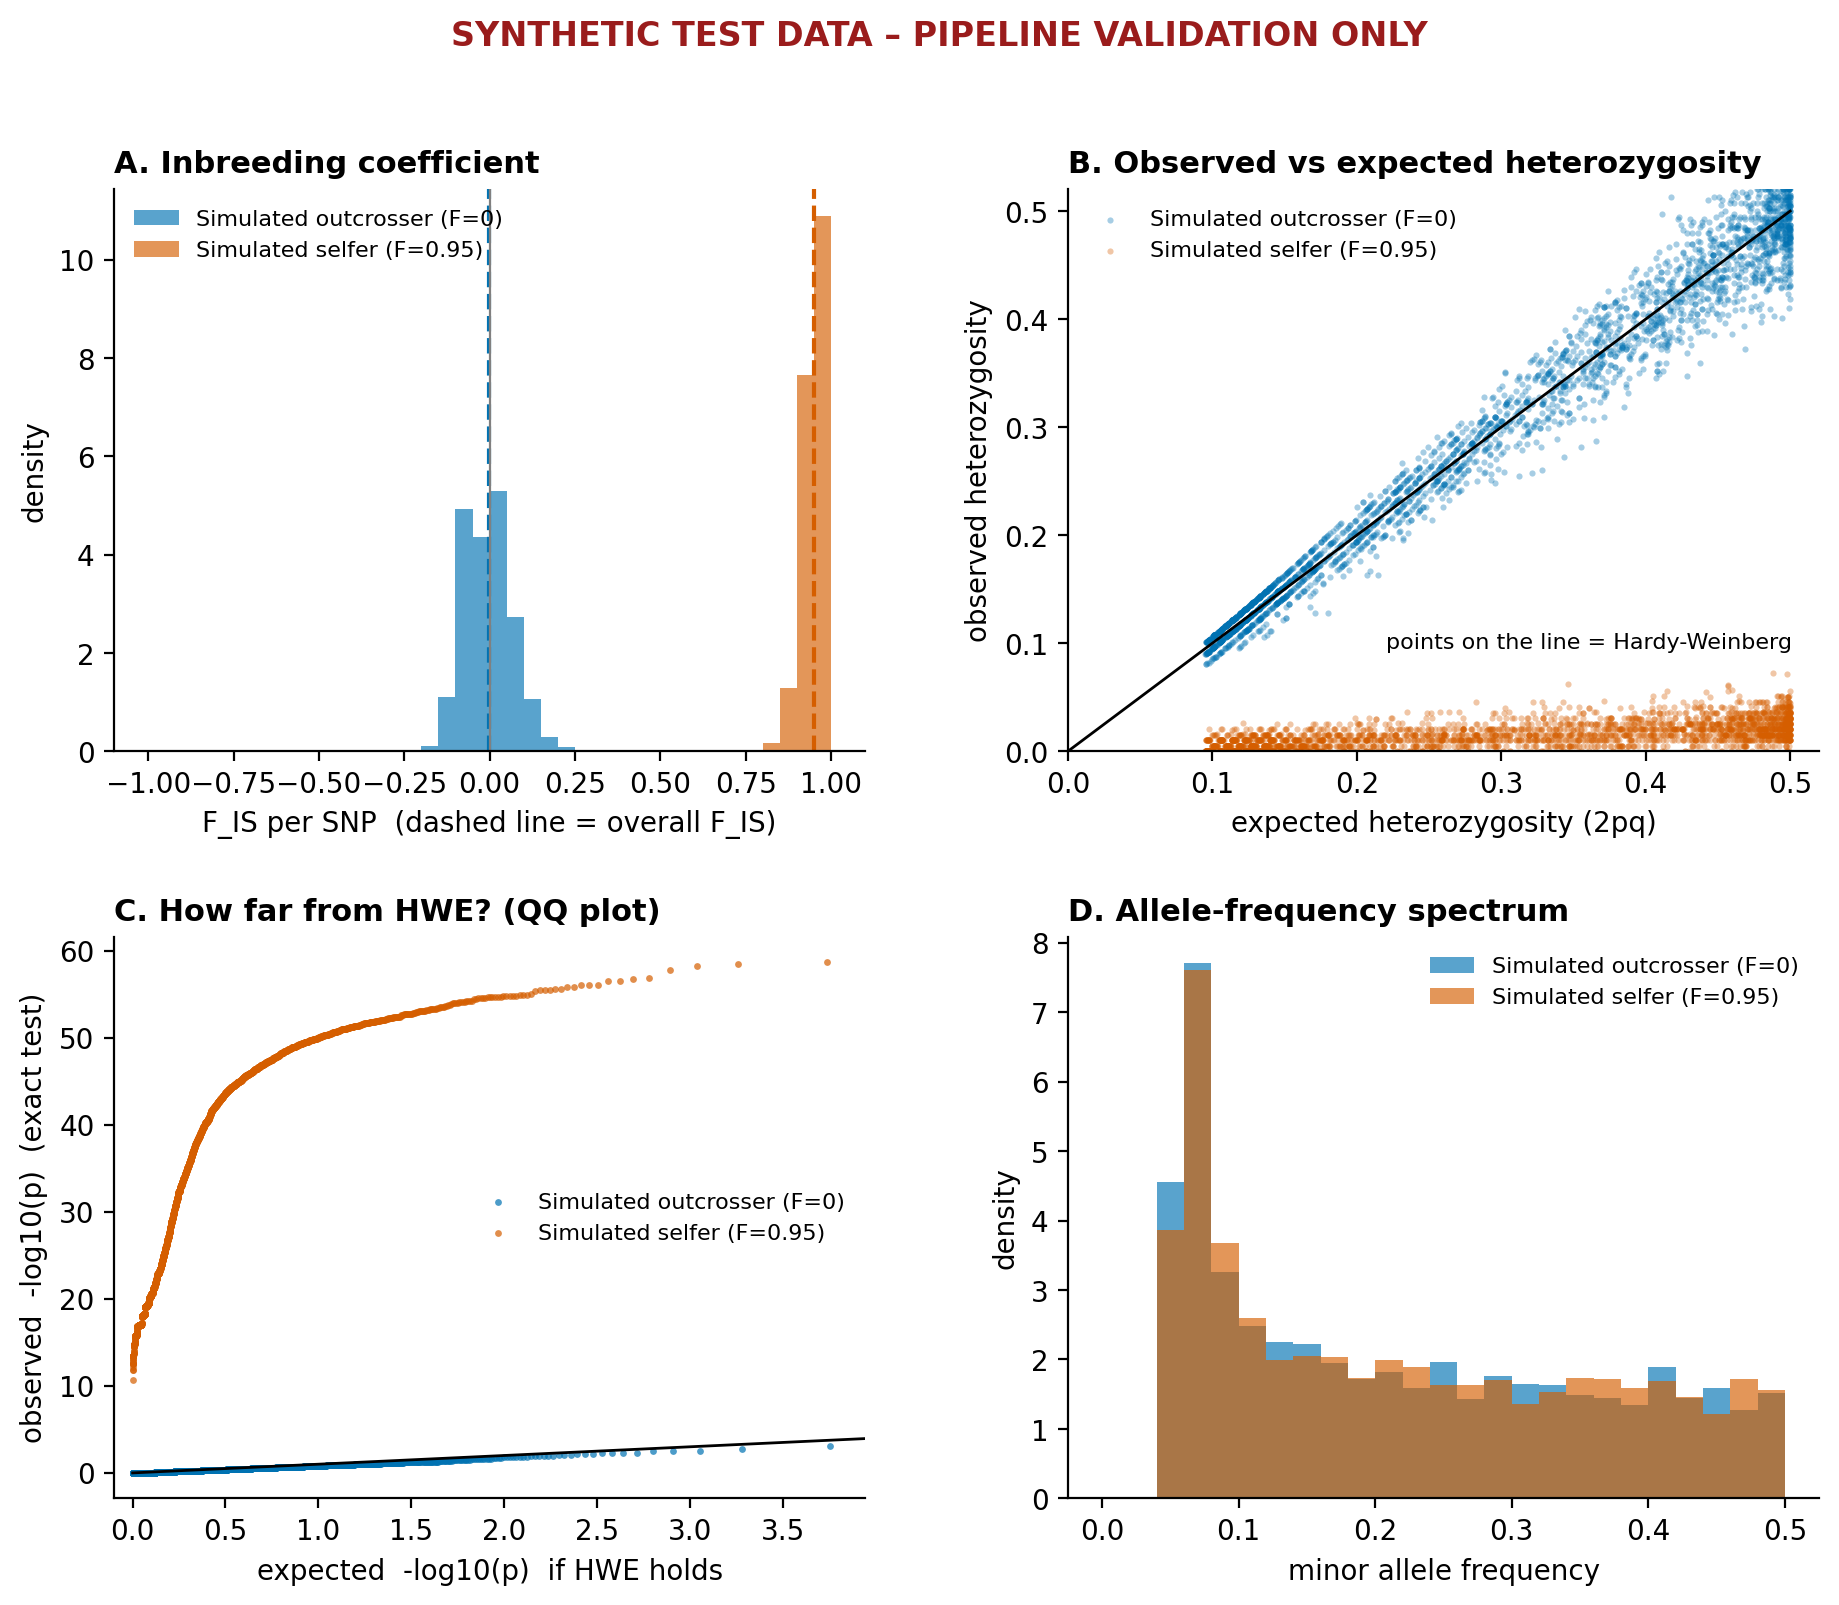 SYNTHETIC TEST DATA – PIPELINE VALIDATION ONLY
A. Inbreeding coefficient
Simulated outcrosser (F=0)
Simulated selfer (F=0.95)
10
8
6
4
2
0
density
−1.00
−0.75
−0.50
−0.25
0.00
0.25
0.50
0.75
1.00
F_IS per SNP  (dashed line = overall F_IS)
B. Observed vs expected heterozygosity
Simulated outcrosser (F=0)
Simulated selfer (F=0.95)
0.5
0.4
0.3
0.2
0.1
0.0
observed heterozygosity
points on the line = Hardy-Weinberg
0.0
0.1
0.2
0.3
0.4
0.5
expected heterozygosity (2pq)
C. How far from HWE? (QQ plot)
60
50
40
30
20
10
0
observed  -log10(p)  (exact test)
Simulated outcrosser (F=0)
Simulated selfer (F=0.95)
0.0
0.5
1.0
1.5
2.0
2.5
3.0
3.5
expected  -log10(p)  if HWE holds
D. Allele-frequency spectrum
Simulated outcrosser (F=0)
Simulated selfer (F=0.95)
8
7
6
5
4
3
2
1
0
density
0.0
0.1
0.2
0.3
0.4
0.5
minor allele frequency